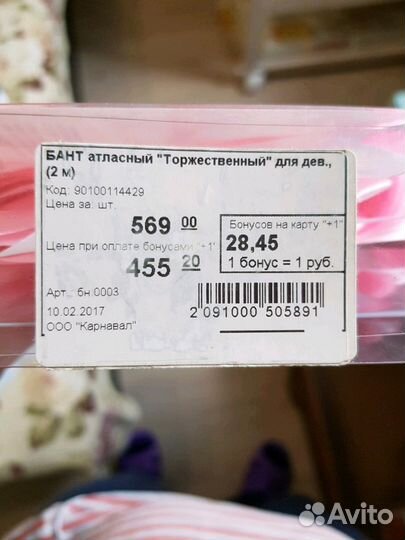 БАНТ атласный "Торжественный" для дев.,
(2 м)
Код: 90100114429
Цена за: шт.
569 00
Бонусов на карту "+1"
28,45
1 бонус = 1 руб.
Цена при оплате бонусами "+1"
455 20
Арт.: бн.0003
10.02.2017
ООО "Карнавал"
2 091000 505891
Avito